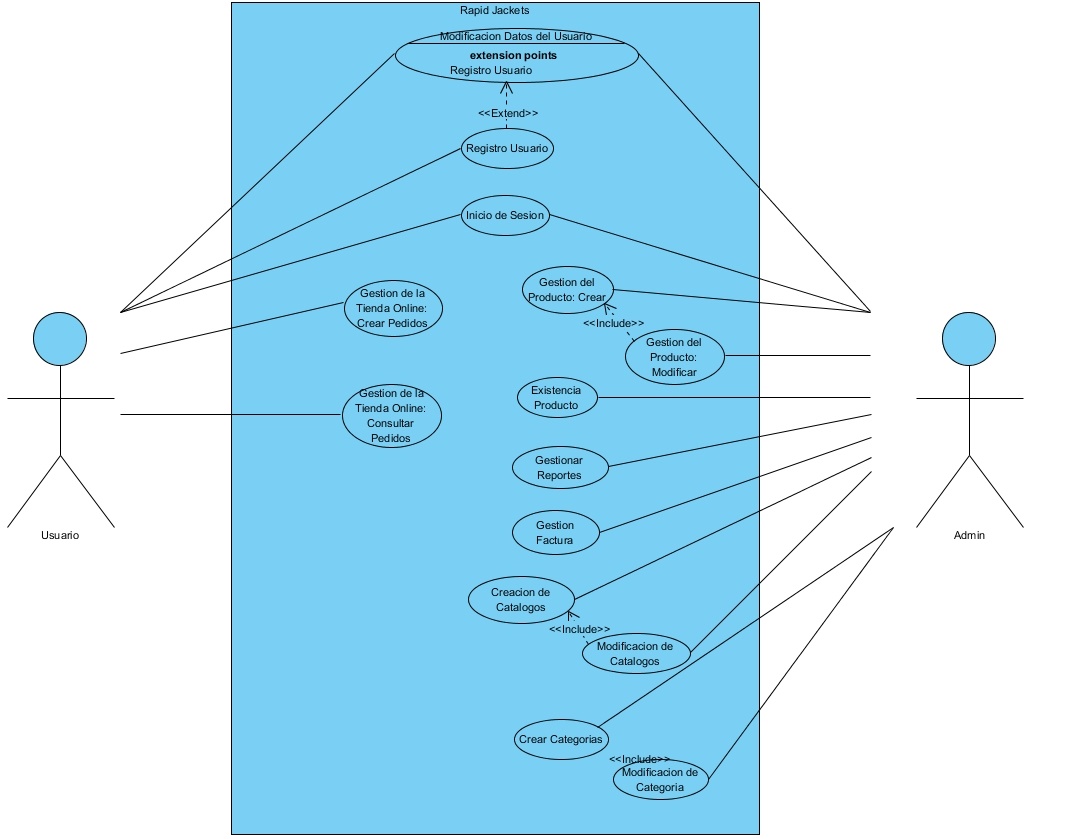 Rapid Jackets
Modificacion Datos del Usuario
extension points
Registro Usuario
<<Extend>>
Registro Usuario
Inicio de Sesion
Gestion de la
Tienda Online:
Crear Pedidos
Gestion del
Producto: Crear
<<Include>>
Gestion del
Producto:
Modificar
Existencia
Producto
Gestion de la
Tienda Online:
Consultar
Pedidos
Gestionar
Reportes
Gestion
Factura
Usuario
Admin
Creacion de
Catalogos
<<Include>>
Modificacion de
Catalogos
Crear Categorias
<<Include>>
Modificacion de
Categoria